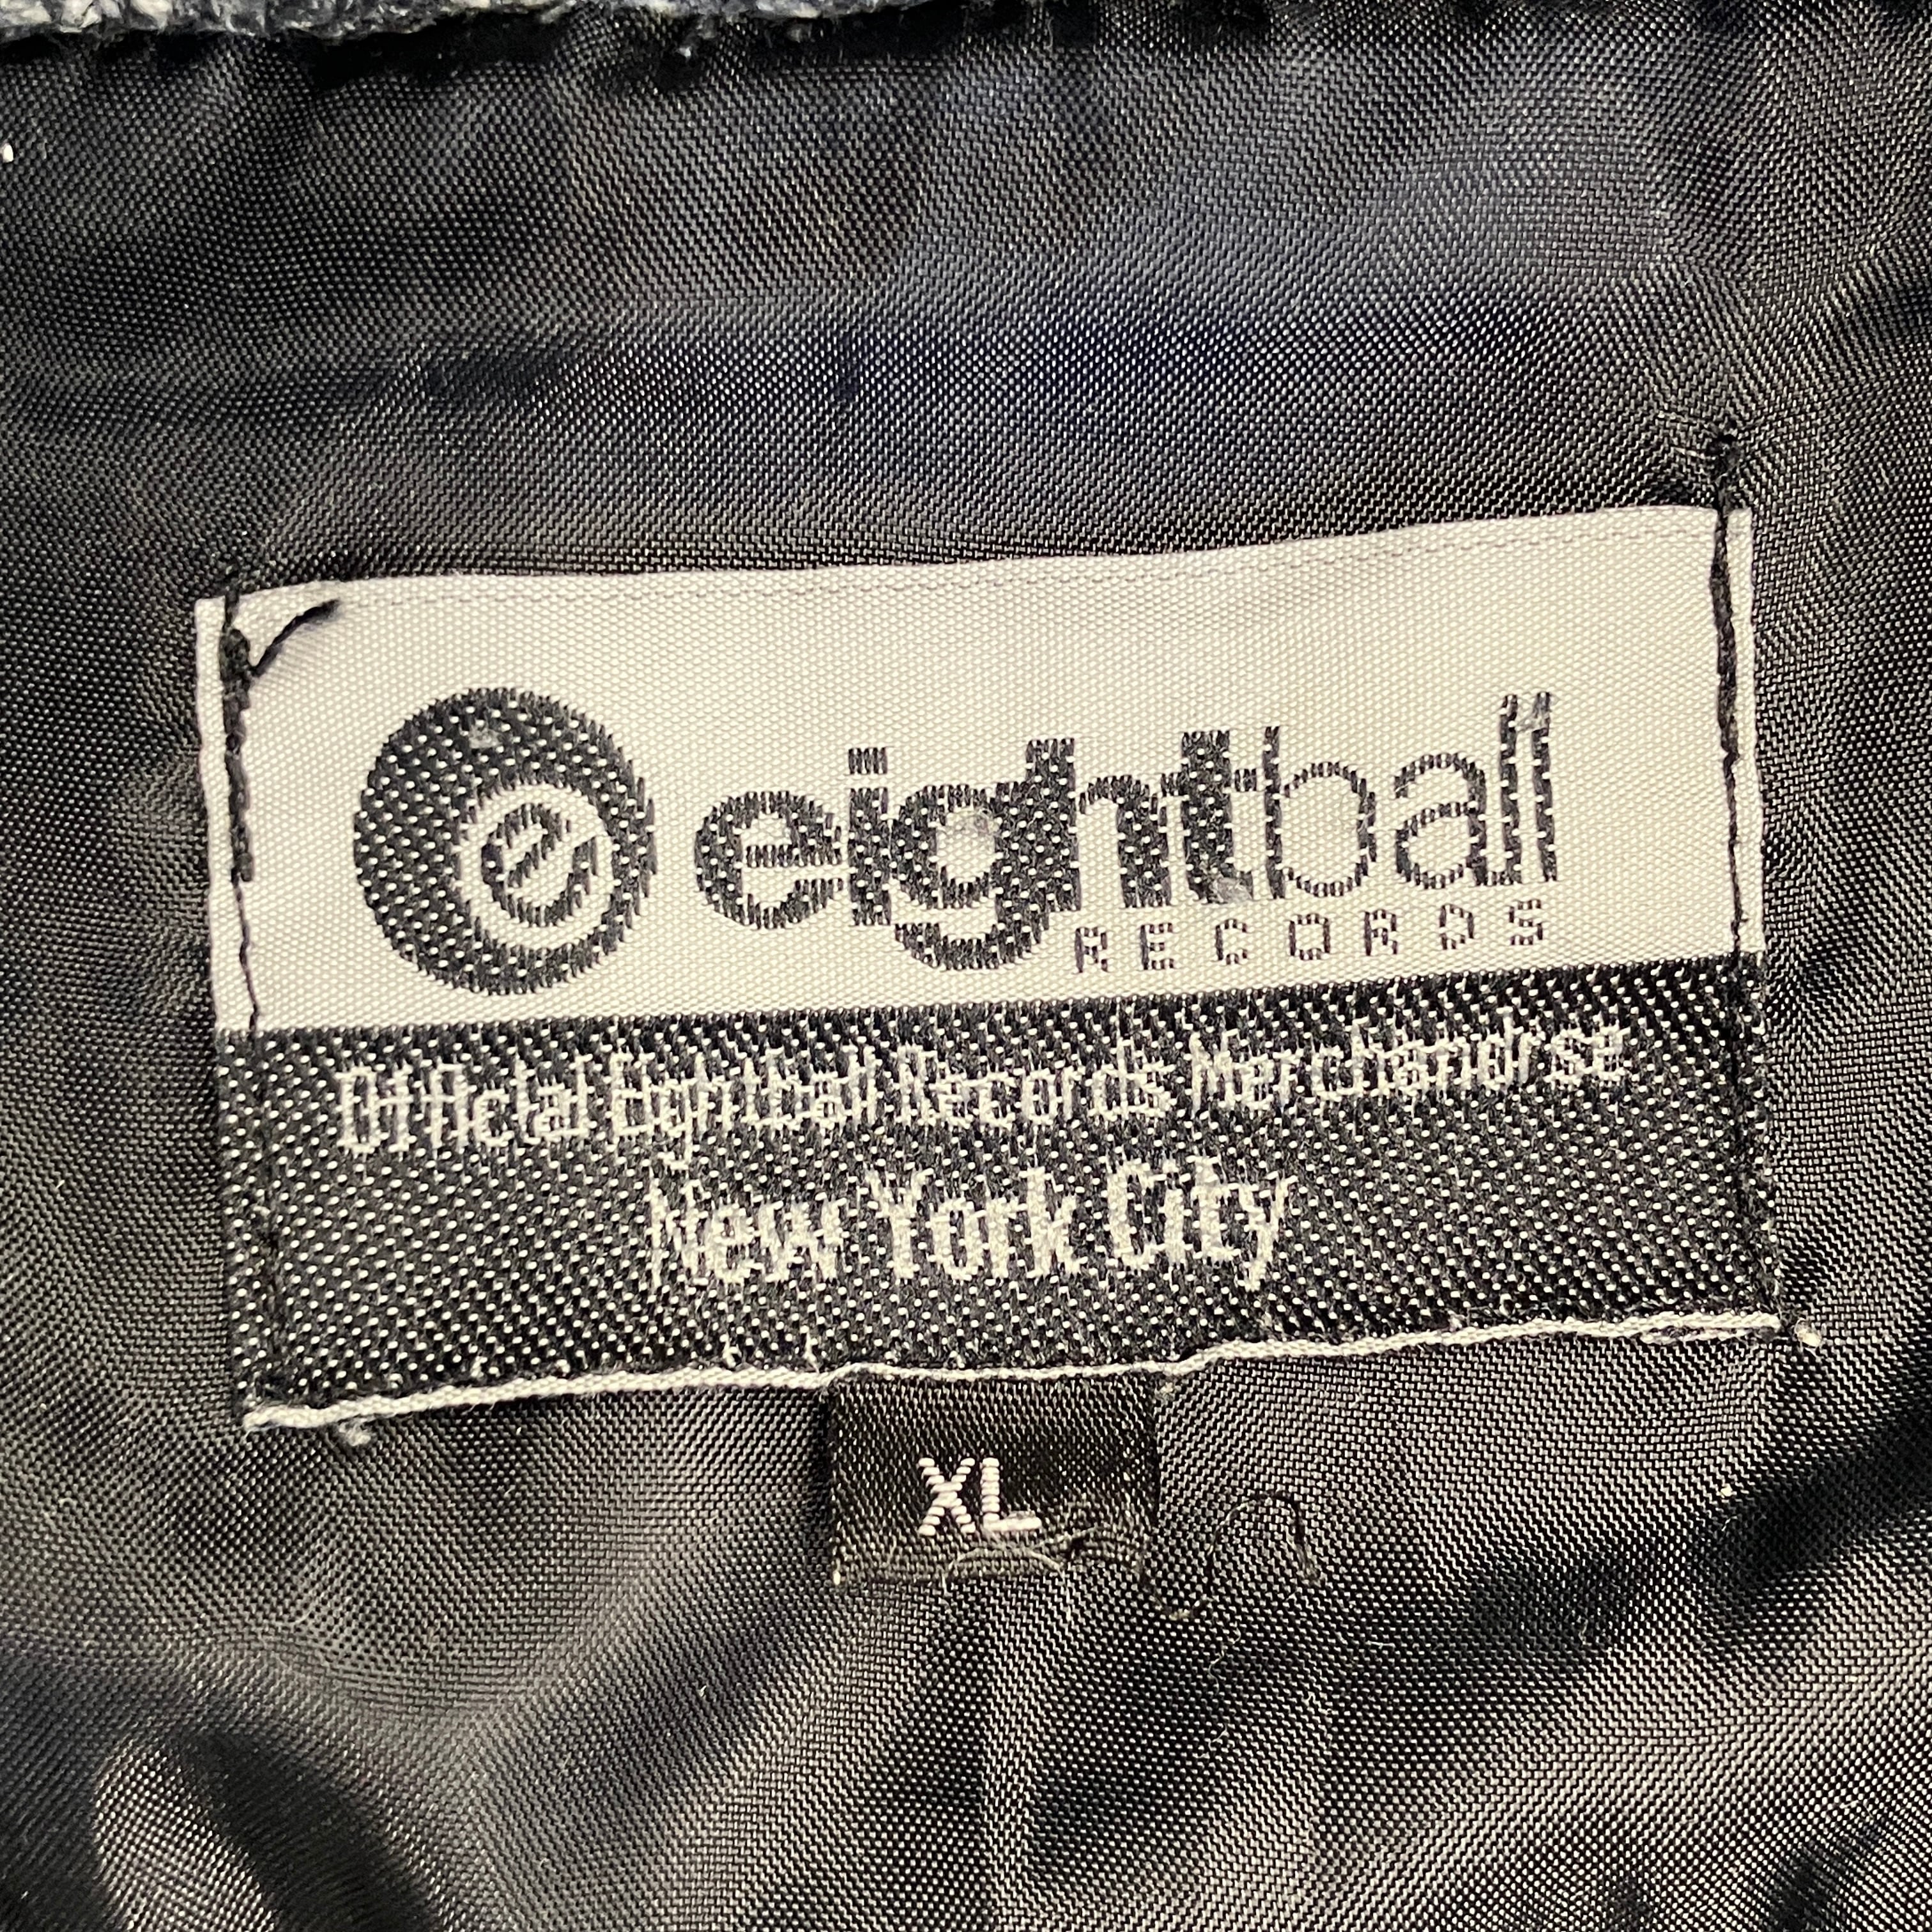 e eightball
RECORDS
Official Eightball Records Merchandise
New York City
XL